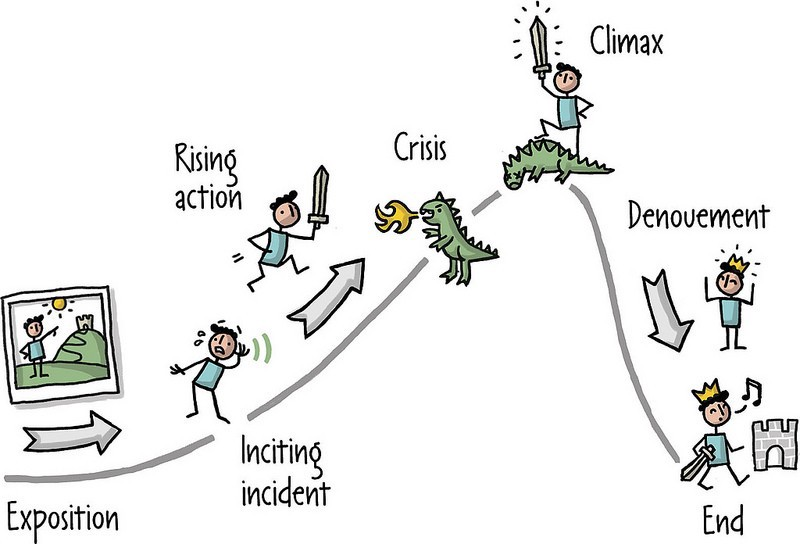 Exposition
Inciting
incident
Rising
action
Crisis
Climax
Denouement
End